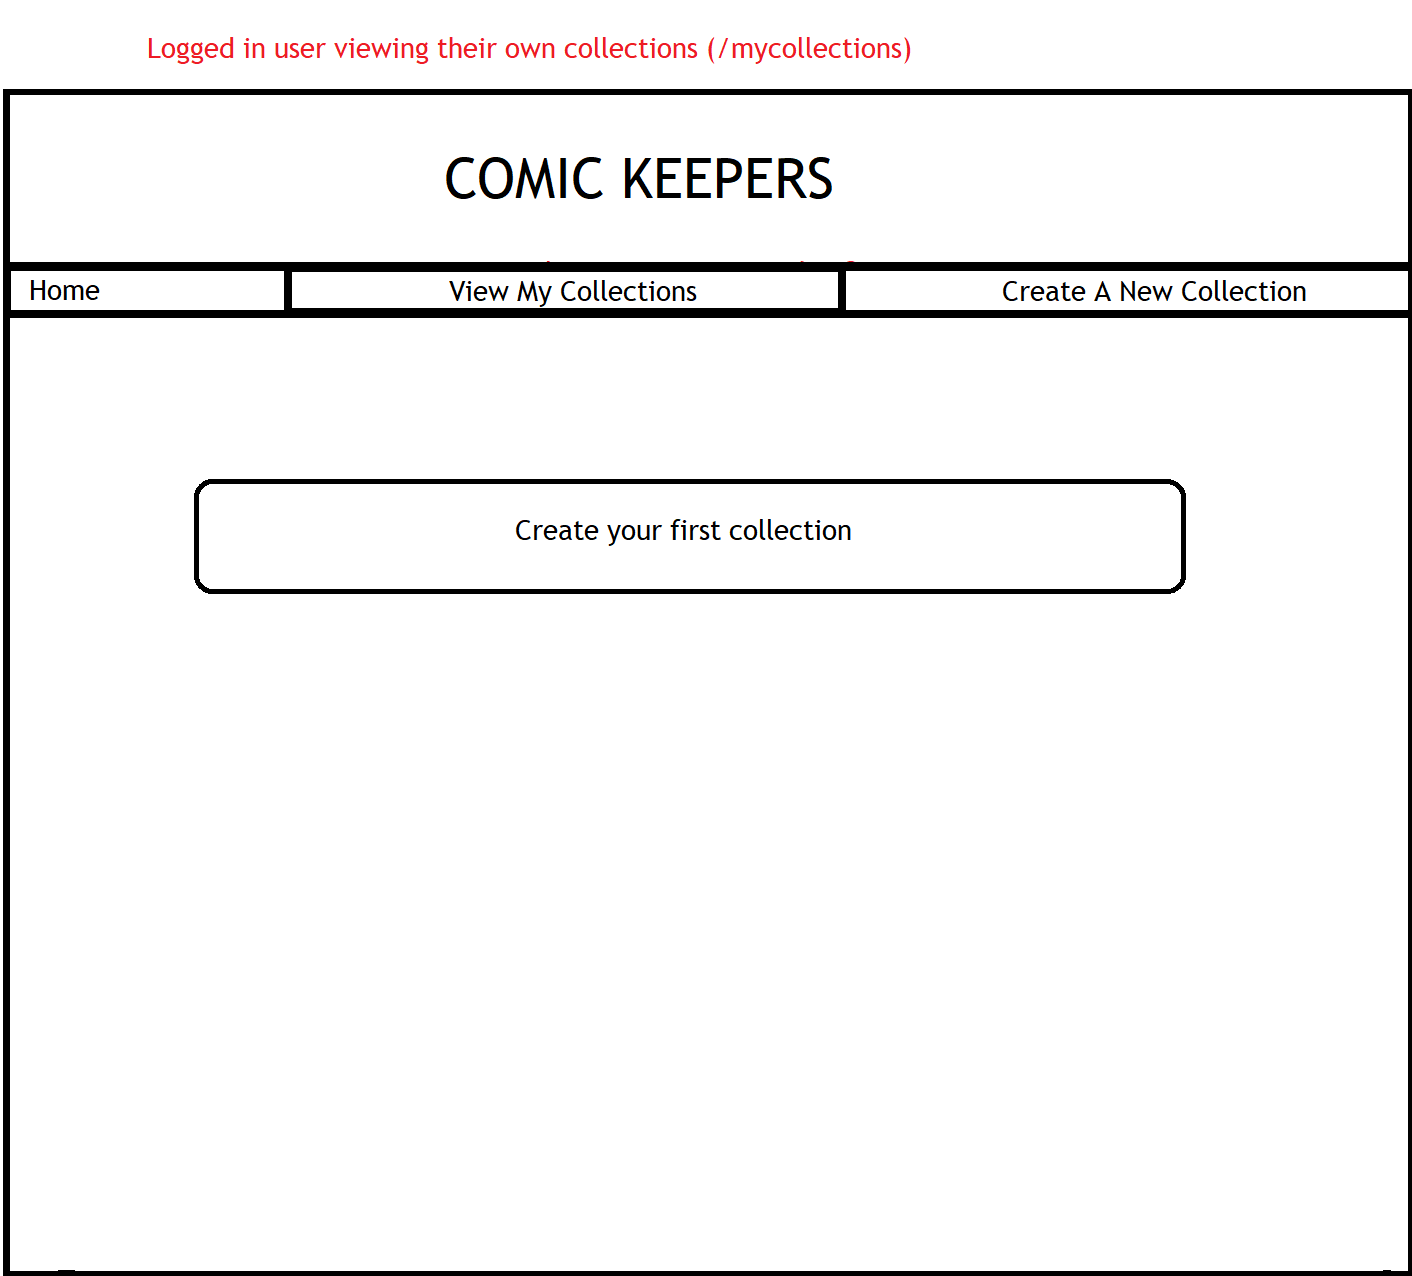 Logged in user viewing their own collections (/mycollections)
COMIC KEEPERS
Home
View My Collections
Create A New Collection
Create your first collection